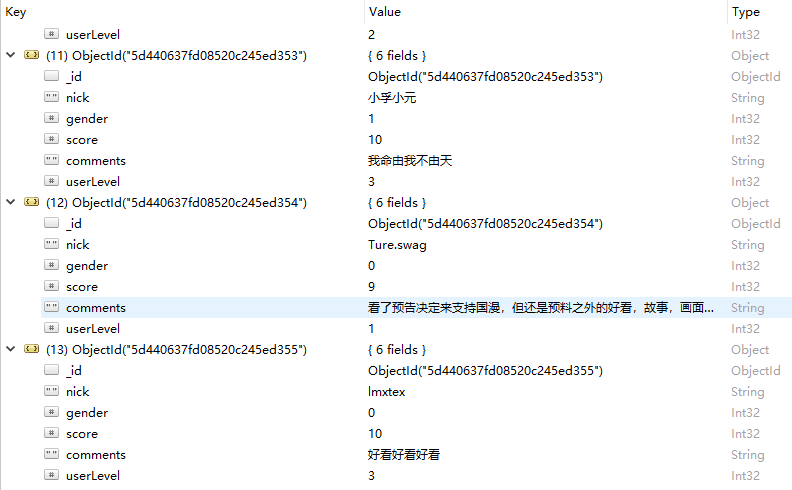 Key Value Type
userLevel 2 Int32
(11) ObjectId("5d440637fd08520c245ed353") { 6 fields } Object
_id ObjectId("5d440637fd08520c245ed353") ObjectId
nick 小孚小元 String
gender 1 Int32
score 10 Int32
comments 我命由我不由天 String
userLevel 3 Int32
(12) ObjectId("5d440637fd08520c245ed354") { 6 fields } Object
_id ObjectId("5d440637fd08520c245ed354") ObjectId
nick Ture.swag String
gender 0 Int32
score 9 Int32
comments 看了预告决定来支持国漫，但还是预料之外的好看，故事，画面... String
userLevel 1 Int32
(13) ObjectId("5d440637fd08520c245ed355") { 6 fields } Object
_id ObjectId("5d440637fd08520c245ed355") ObjectId
nick lmxtex String
gender 0 Int32
score 10 Int32
comments 好看好看好看 String
userLevel 3 Int32